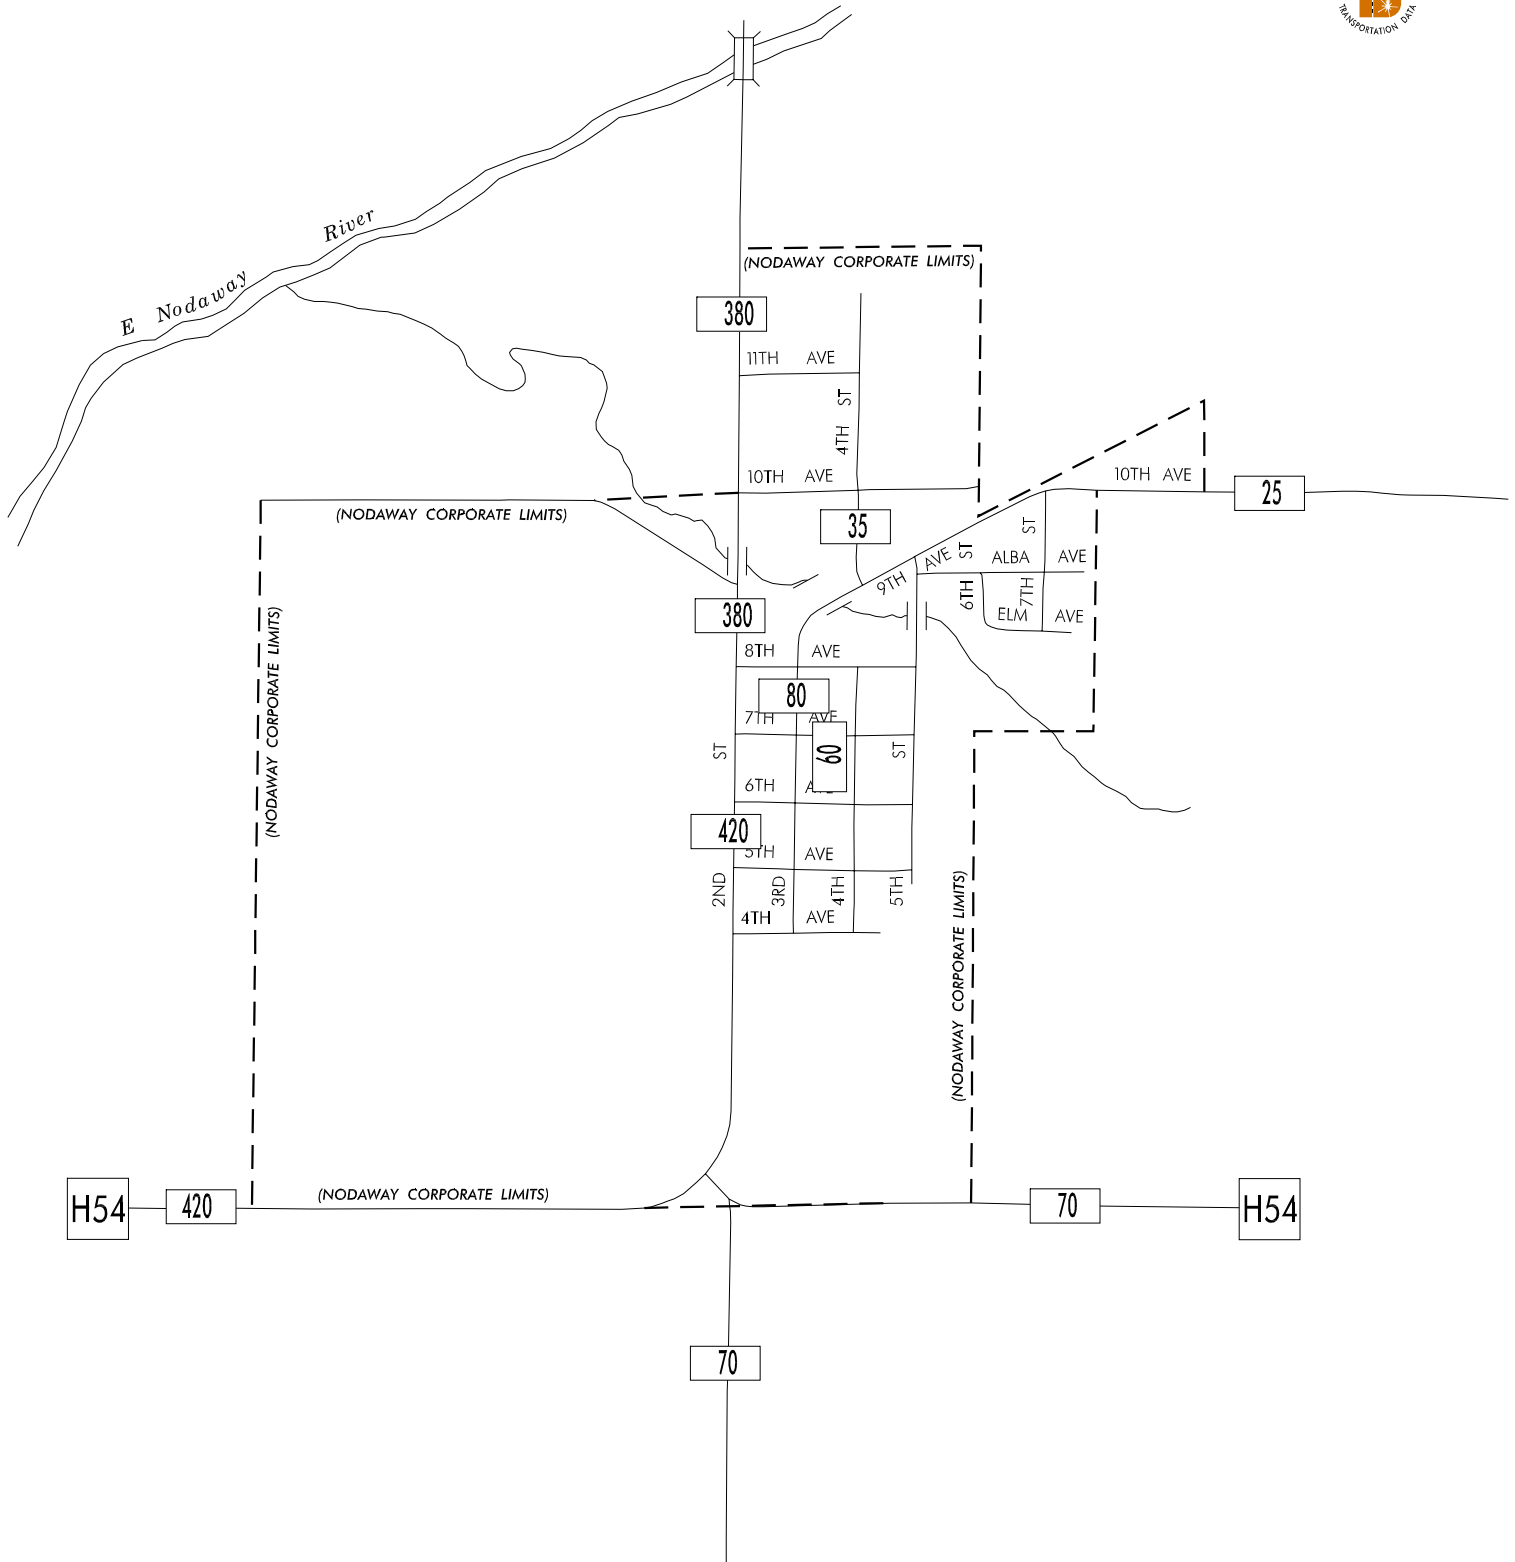 TRANSPORTATION DATA
E Nodaway River
(NODAWAY CORPORATE LIMITS)
380
11TH AVE
4TH ST
10TH AVE
10TH AVE
25
(NODAWAY CORPORATE LIMITS)
35
9TH AVE
6TH ST
7TH ST
ALBA AVE
ELM AVE
380
8TH AVE
(NODAWAY CORPORATE LIMITS)
80
7TH AVE
60
2ND ST
5TH ST
6TH AVE
420
5TH AVE
3RD
4TH
4TH AVE
(NODAWAY CORPORATE LIMITS)
H54
420
(NODAWAY CORPORATE LIMITS)
70
H54
70